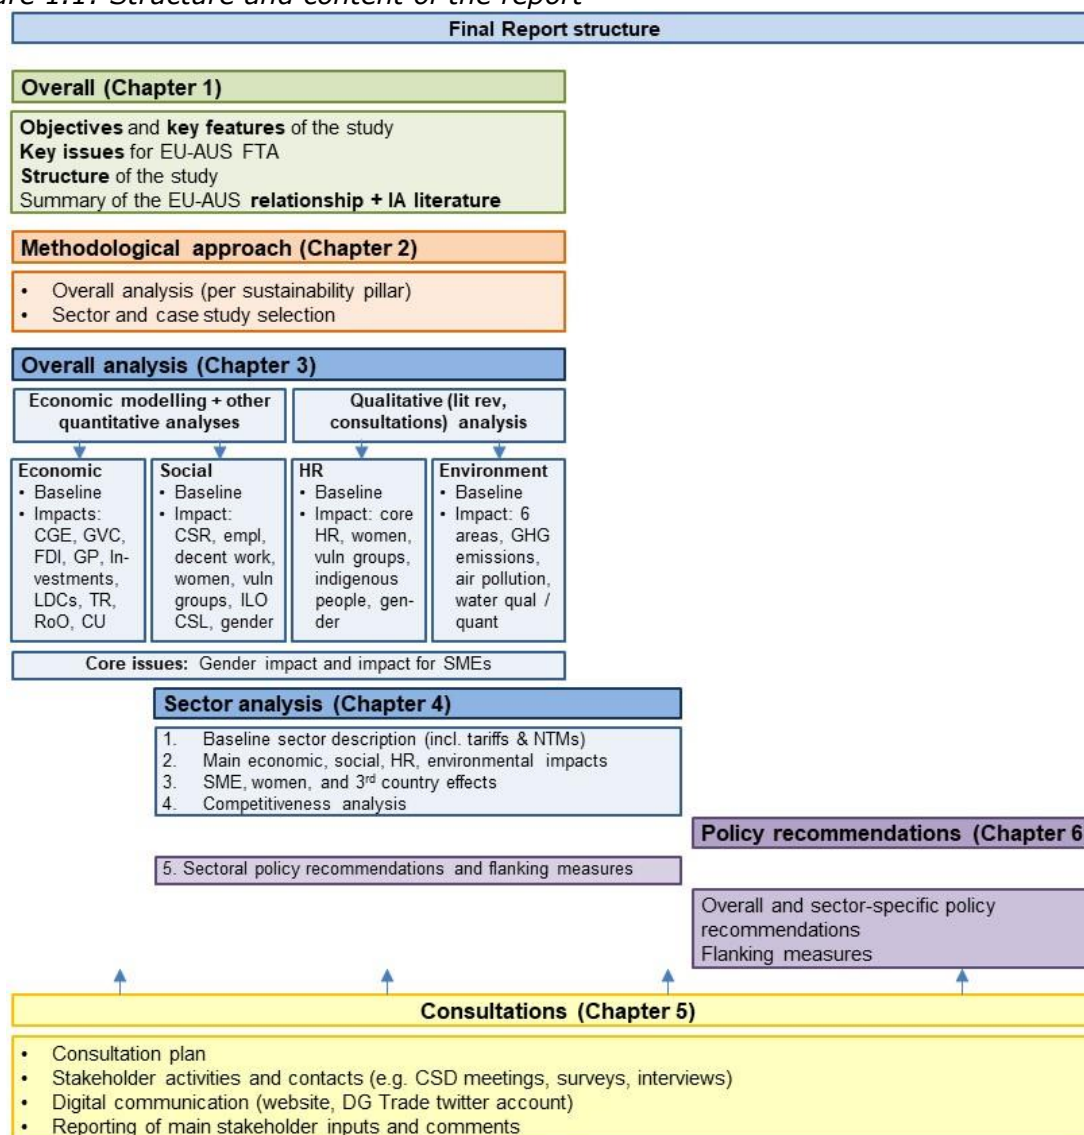 Figure 1.1: Structure and content of the report
Final Report structure
Overall (Chapter 1)
Objectives and key features of the study
Key issues for EU-AUS FTA
Structure of the study
Summary of the EU-AUS relationship + IA literature
Methodological approach (Chapter 2)
• Overall analysis (per sustainability pillar)
• Sector and case study selection
Overall analysis (Chapter 3)
Economic modelling + other
quantitative analyses
Qualitative (lit rev,
consultations) analysis
Economic
• Baseline
• Impacts:
CGE, GVC,
FDI, GP, In-
vestments,
LDCs, TR,
RoO, CU
Social
• Baseline
• Impact:
CSR, empl,
decent work,
women, vuln
groups, ILO
CSL, gender
HR
• Baseline
• Impact: core
HR, women,
vuln groups,
indigenous
people, gen-
der
Environment
• Baseline
• Impact: 6
areas, GHG
emissions,
air pollution,
water qual /
quant
Core issues: Gender impact and impact for SMEs
Sector analysis (Chapter 4)
1. Baseline sector description (incl. tariffs & NTMs)
2. Main economic, social, HR, environmental impacts
3. SME, women, and 3rd country effects
4. Competitiveness analysis
Policy recommendations (Chapter 6
5. Sectoral policy recommendations and flanking measures
Overall and sector-specific policy
recommendations
Flanking measures
Consultations (Chapter 5)
• Consultation plan
• Stakeholder activities and contacts (e.g. CSD meetings, surveys, interviews)
• Digital communication (website, DG Trade twitter account)
• Reporting of main stakeholder inputs and comments